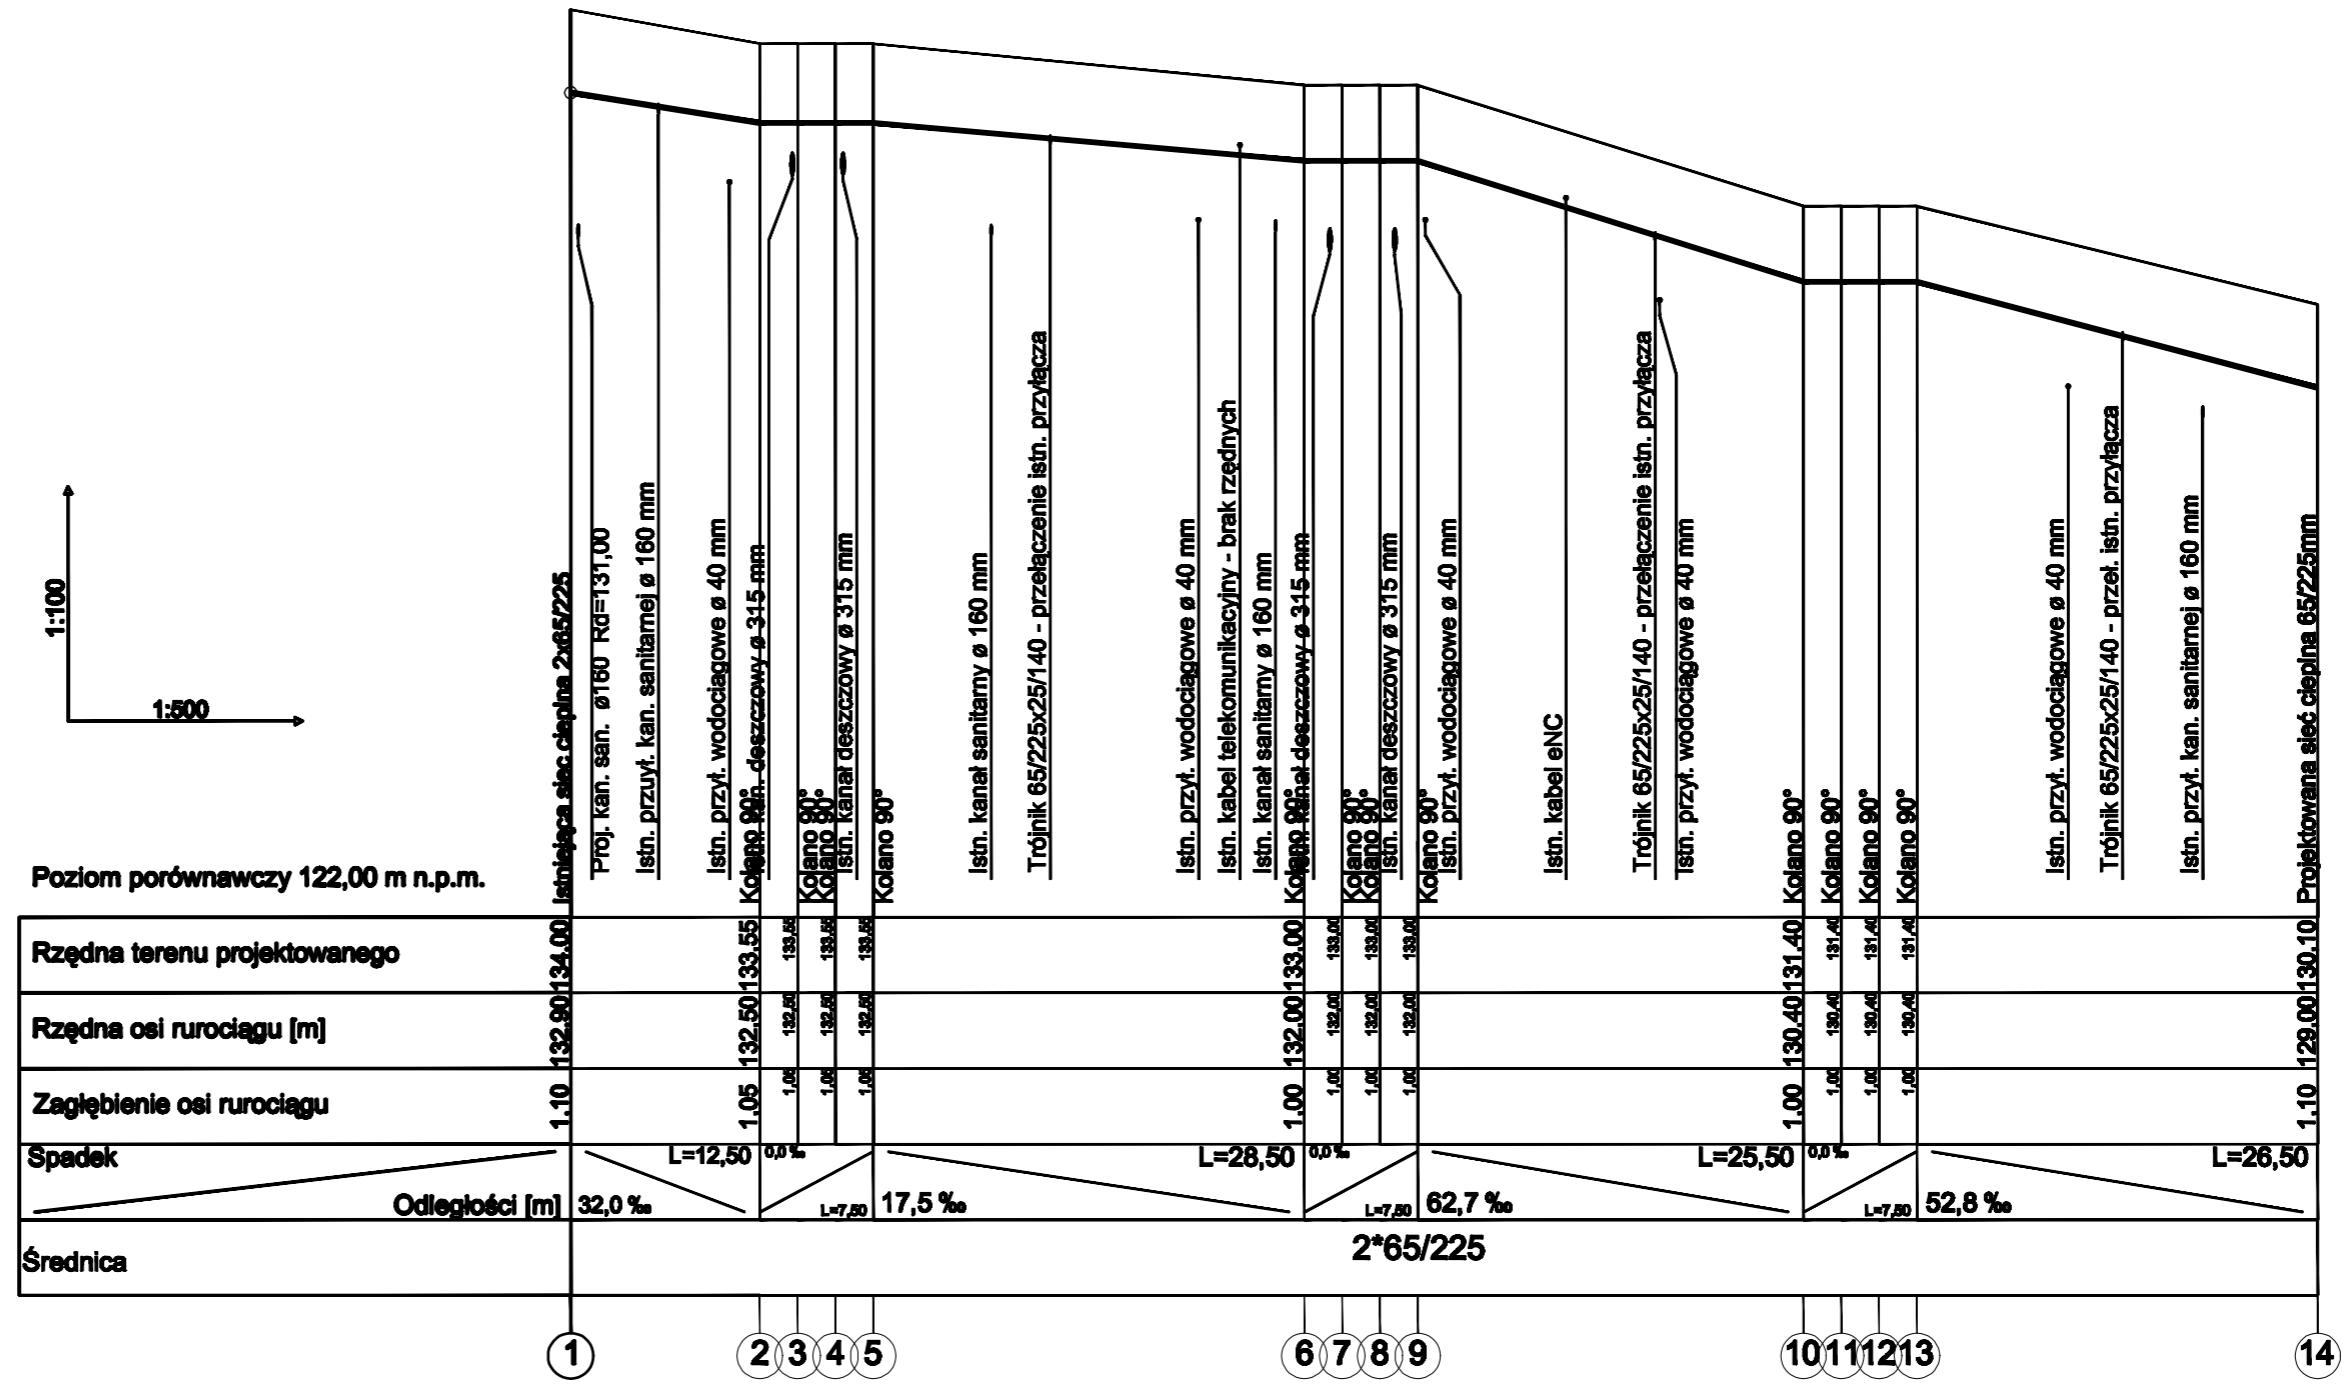 1:100
1:500
Istniejąca sieć cieplna 2x65/225
Proj. kan. san. ø160 Rd=131,00
Istn. przuył. kan. sanitarnej ø 160 mm
Istn. przył. wodociągowe ø 40 mm
Kolano 90°
Istn. kan. deszczowy ø 315 mm
Kolano 90°
Kolano 90°
Istn. kanał deszczowy ø 315 mm
Kolano 90°
Istn. kanał sanitarny ø 160 mm
Trójnik 65/225x25/140 - przełączenie istn. przyłącza
Istn. przył. wodociągowe ø 40 mm
Istn. kabel telekomunikacyjny - brak rzędnych
Istn. kanał sanitarny ø 160 mm
Kolano 90°
Istn. kanał deszczowy ø 315 mm
Kolano 90°
Kolano 90°
Istn. kanał deszczowy ø 315 mm
Kolano 90°
Istn. przył. wodociągowe ø 40 mm
Istn. kabel eNC
Trójnik 65/225x25/140 - przełączenie istn. przyłącza
Istn. przył. wodociągowe ø 40 mm
Kolano 90°
Kolano 90°
Kolano 90°
Kolano 90°
Istn. przył. wodociągowe ø 40 mm
Trójnik 65/225x25/140 - przeł. istn. przyłącza
Istn. przył. kan. sanitarnej ø 160 mm
Projektowana sieć cieplna 65/225mm
Poziom porównawczy 122,00 m n.p.m.
Rzędna terenu projektowanego
134.00 133.55 133,55 133,55 133,55 133.00 133,00 133,00 133,00 131.40 131,40 131,40 131,40 130.10
Rzędna osi rurociągu [m]
132.90 132.50 132,50 132,50 132,50 132.00 132,00 132,00 132,00 130.40 130,40 130,40 130,40 129.00
Zagłębienie osi rurociągu
1.10 1.05 1,05 1,05 1,05 1.00 1,00 1,00 1,00 1.00 1,00 1,00 1,00 1.10
Spadek
L=12,50 0,0 ‰ L=28,50 0,0 ‰ L=25,50 0,0 ‰ L=26,50
Odległości [m]
32,0 ‰ L=7,50 17,5 ‰ L=7,50 62,7 ‰ L=7,50 52,8 ‰
Średnica
2*65/225
1 2 3 4 5 6 7 8 9 10 11 12 13 14